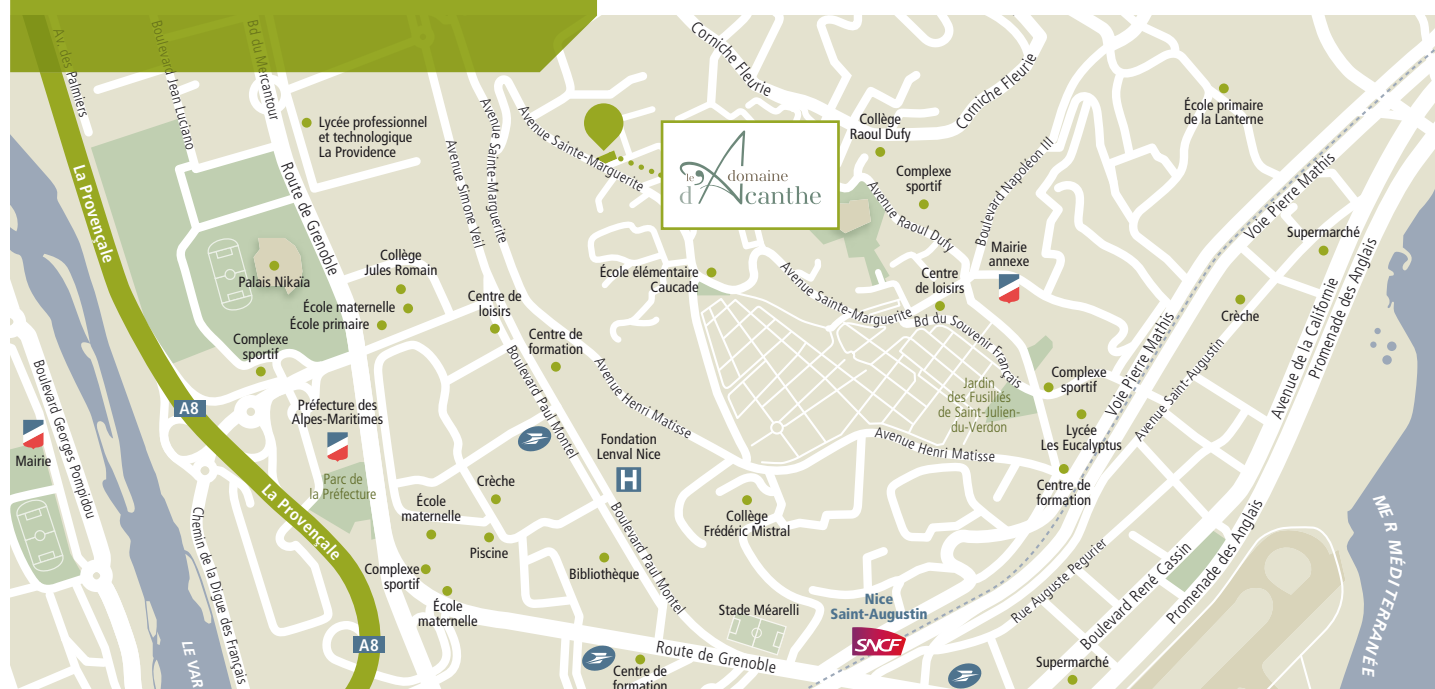 Av. des Palmiers
Boulevard Jean Luciano
Bd du Mercantour
Corniche Fleurie
Corniche Fleurie
École primaire
de la Lanterne
Lycée professionnel
et technologique
La Providence
Avenue Sainte-Marguerite
Avenue Sainte-Marguerite
Avenue Simone Veil
Collège
Raoul Dufy
Complexe
sportif
Boulevard Napoléon III
Voie Pierre Mathis
le domaine
d'Acanthe
La Provençale
Route de Grenoble
Avenue Raoul Dufy
Supermarché
Mairie
annexe
Palais Nikaïa
Collège
Jules Romain
École maternelle
École primaire
Centre de
loisirs
École élémentaire
Caucade
Avenue Sainte-Marguerite
Centre
de loisirs
Bd du Souvenir Français
Crèche
Promenade des Anglais
Avenue de la Californie
Complexe
sportif
Centre de
formation
Boulevard Paul Montel
Avenue Henri Matisse
Voie Pierre Mathis
Avenue Saint-Augustin
Boulevard Georges Pompidou
A8
Préfecture des
Alpes-Maritimes
Jardin
des Fusilliés
de Saint-Julien-
du-Verdon
Complexe
sportif
Lycée
Les Eucalyptus
Mairie
Fondation
Lenval Nice
H
Avenue Henri Matisse
Parc de
la Préfecture
Crèche
Centre de
formation
La Provençale
École
maternelle
Collège
Frédéric Mistral
Boulevard Paul Montel
Piscine
Chemin de la Digue des Français
Complexe
sportif
Bibliothèque
École
maternelle
Stade Méarelli
Nice
Saint-Augustin
SNCF
Rue Auguste Pegurier
Boulevard René Cassin
Promenade des Anglais
MER MÉDITERRANÉE
LE VAR
A8
Route de Grenoble
Centre de
formation
Supermarché